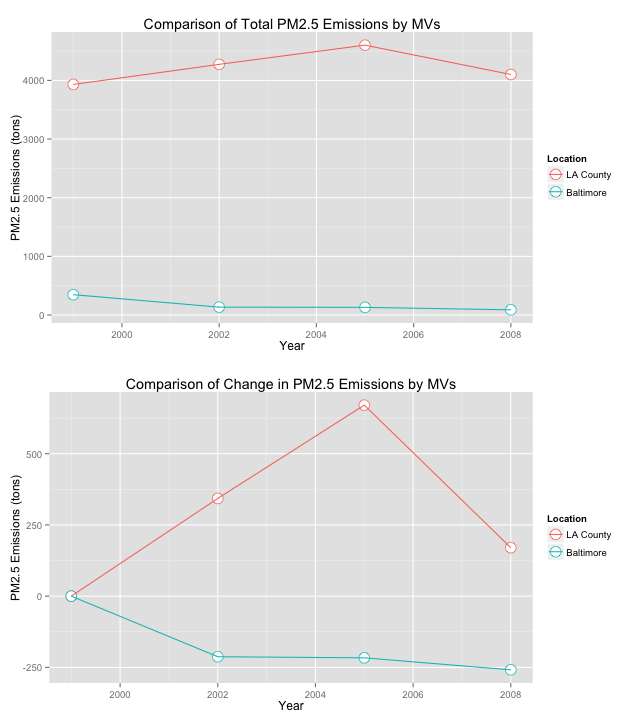 Comparison of Total PM2.5 Emissions by MVs
PM2.5 Emissions (tons)
4000
3000
2000
1000
0
2000
2002
2004
2006
2008
Year
Location
LA County
Baltimore
Comparison of Change in PM2.5 Emissions by MVs
PM2.5 Emissions (tons)
500
250
0
-250
2000
2002
2004
2006
2008
Year
Location
LA County
Baltimore